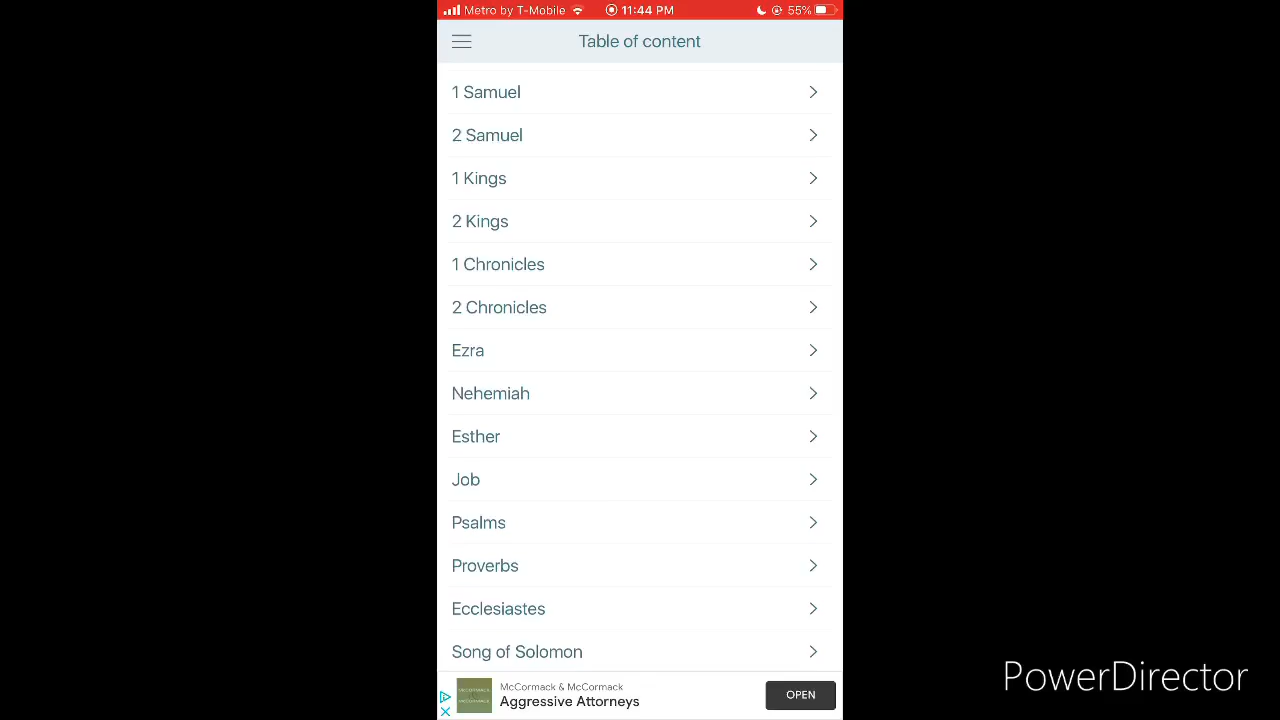 Metro by T-Mobile 11:44 PM 55%
Table of content
1 Samuel
2 Samuel
1 Kings
2 Kings
1 Chronicles
2 Chronicles
Ezra
Nehemiah
Esther
Job
Psalms
Proverbs
Ecclesiastes
Song of Solomon
McCormack & McCormack
Aggressive Attorneys
OPEN
PowerDirector